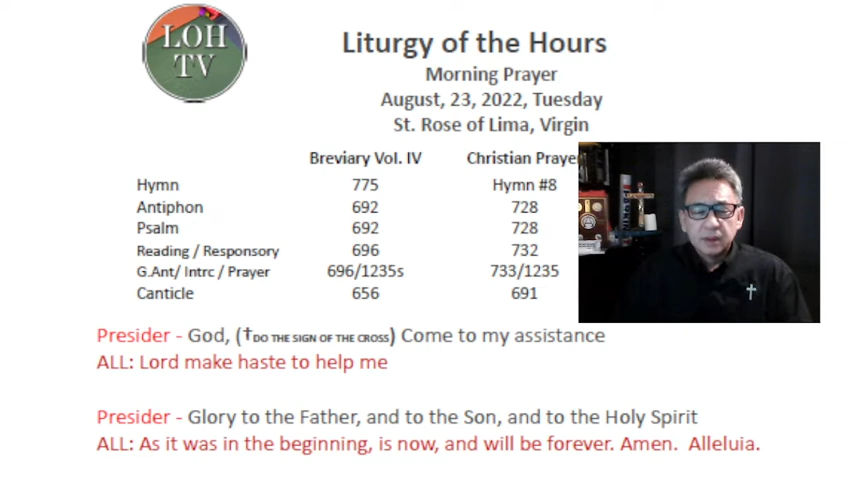 LOH
TV
Liturgy of the Hours
Morning Prayer
August, 23, 2022, Tuesday
St. Rose of Lima, Virgin
Breviary Vol. IV Christian Praye
Hymn 775 Hymn #8
Antiphon 692 728
Psalm 692 728
Reading / Responsory 696 732
G.Ant/ Intrc / Prayer 696/1235s 733/1235
Canticle 656 691
Presider - God, (✝DO THE SIGN OF THE CROSS) Come to my assistance
ALL: Lord make haste to help me
Presider - Glory to the Father, and to the Son, and to the Holy Spirit
ALL: As it was in the beginning, is now, and will be forever. Amen. Alleluia.